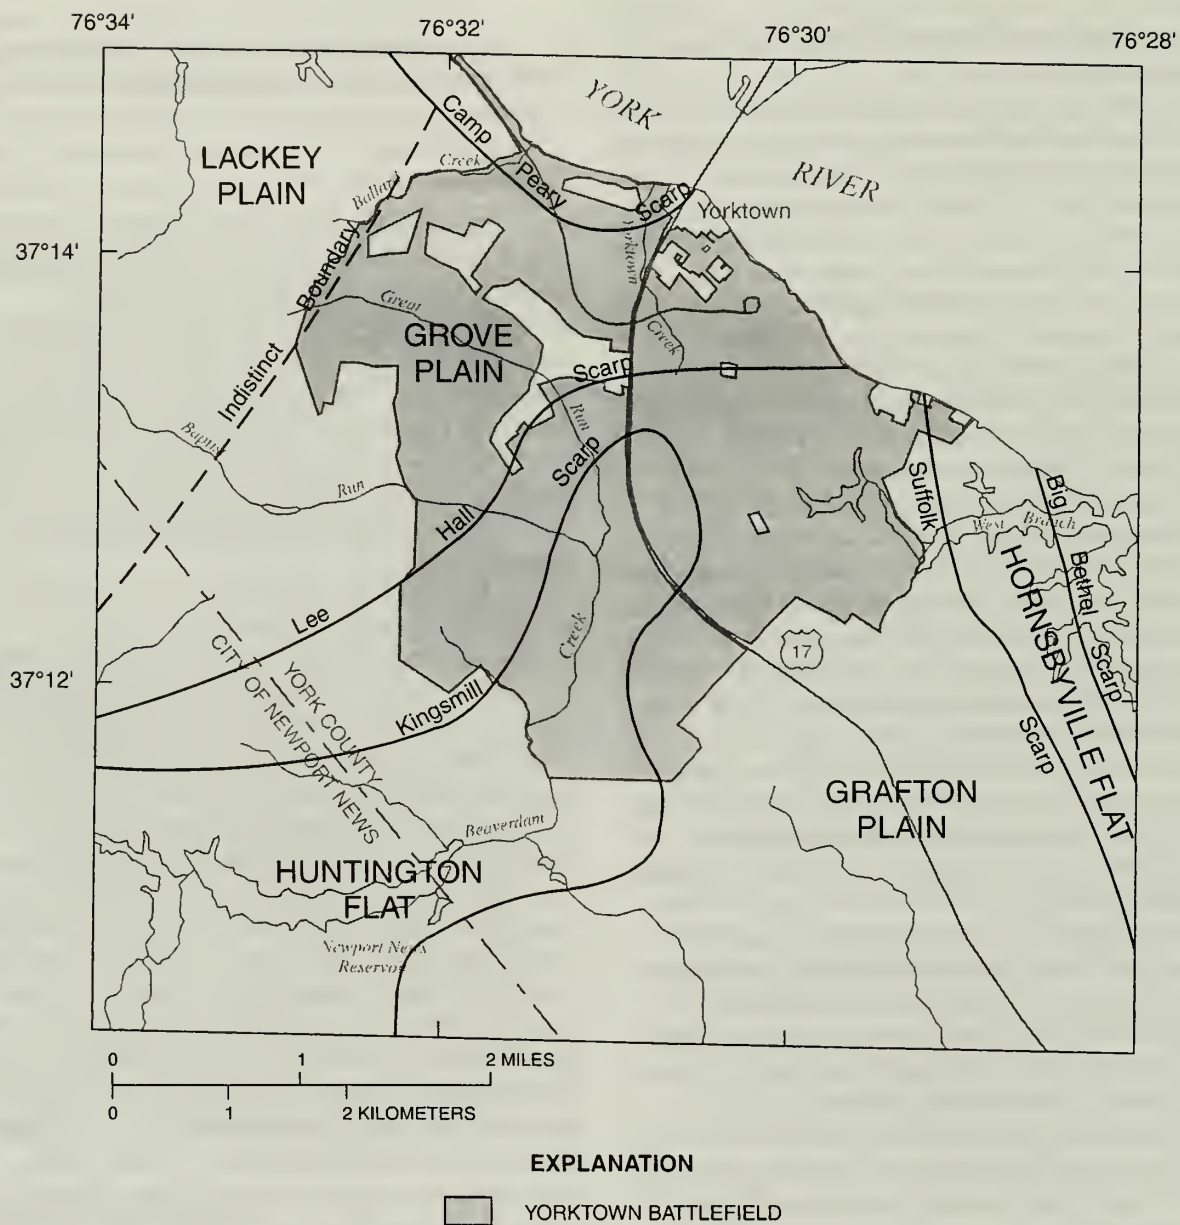 76°34'
76°32'
76°30'
76°28'
YORK
RIVER
LACKEY
PLAIN
Camp
Peary
Scarp
Ballard
Creek
Yorktown
37°14'
Indistinct
Boundary
Yorktown
Creek
Great
Run
GROVE
PLAIN
Lee
Hall
Scarp
Kingsmill
Scarp
Baptist
Run
Suffolk
Scarp
Big
Bethel
Scarp
West Branch
HORNSBYVILLE FLAT
17
37°12'
YORK COUNTY
CITY OF NEWPORT NEWS
Creek
Beaverdam
GRAFTON
PLAIN
HUNTINGTON
FLAT
Newport News
Reservoir
0 1 2 MILES
0 1 2 KILOMETERS
EXPLANATION
YORKTOWN BATTLEFIELD